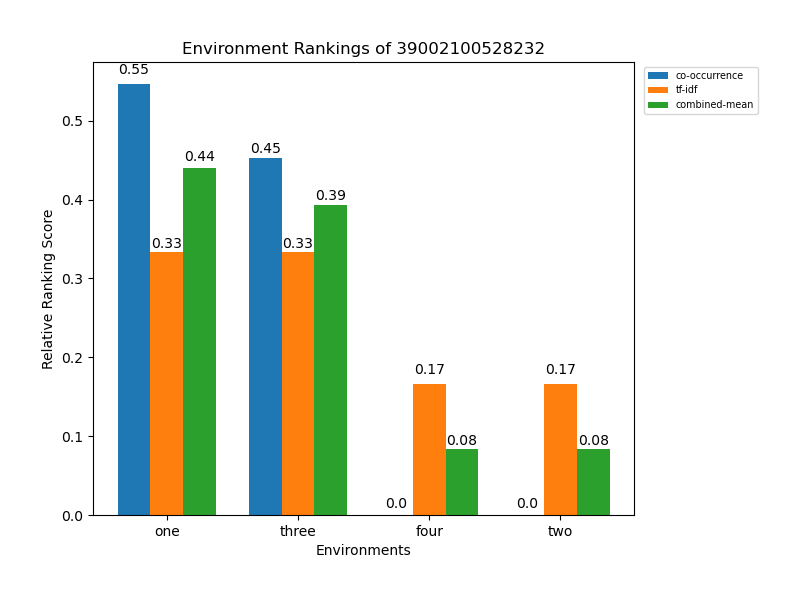 Environment Rankings of 39002100528232
co-occurrence
tf-idf
combined-mean
0.55
0.33
0.44
0.45
0.33
0.39
0.0
0.17
0.08
0.0
0.17
0.08
Relative Ranking Score
0.5
0.4
0.3
0.2
0.1
0.0
one three four two
Environments